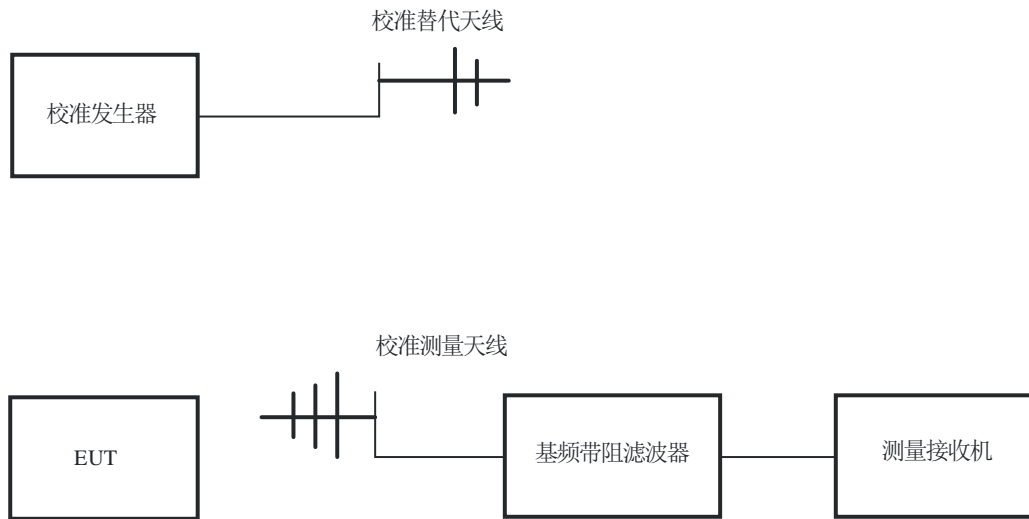 校准替代天线
校准发生器
校准测量天线
EUT
基频带阻滤波器
测量接收机